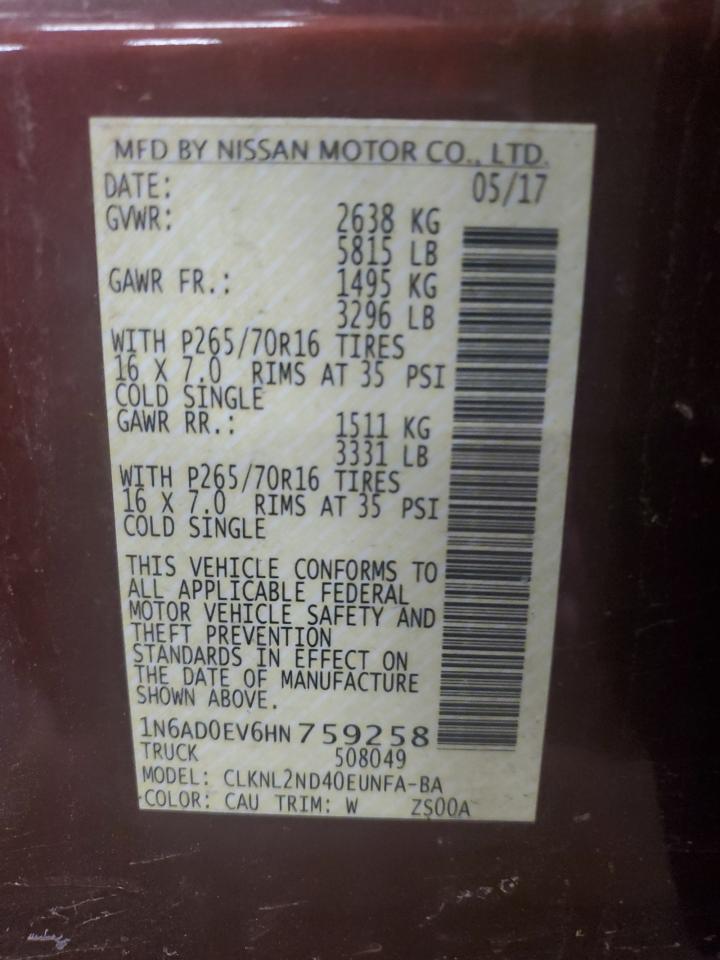 MFD BY NISSAN MOTOR CO., LTD.
DATE: 05/17
GVWR: 2638 KG
5815 LB
GAWR FR.: 1495 KG
3296 LB
WITH P265/70R16 TIRES
16 X 7.0 RIMS AT 35 PSI
COLD SINGLE
GAWR RR.: 1511 KG
3331 LB
WITH P265/70R16 TIRES
16 X 7.0 RIMS AT 35 PSI
COLD SINGLE
THIS VEHICLE CONFORMS TO
ALL APPLICABLE FEDERAL
MOTOR VEHICLE SAFETY AND
THEFT PREVENTION
STANDARDS IN EFFECT ON
THE DATE OF MANUFACTURE
SHOWN ABOVE.
1N6AD0EV6HN759258
TRUCK 508049
MODEL: CLKNL2ND40EUNFA-BA
COLOR: CAU TRIM: W ZS00A